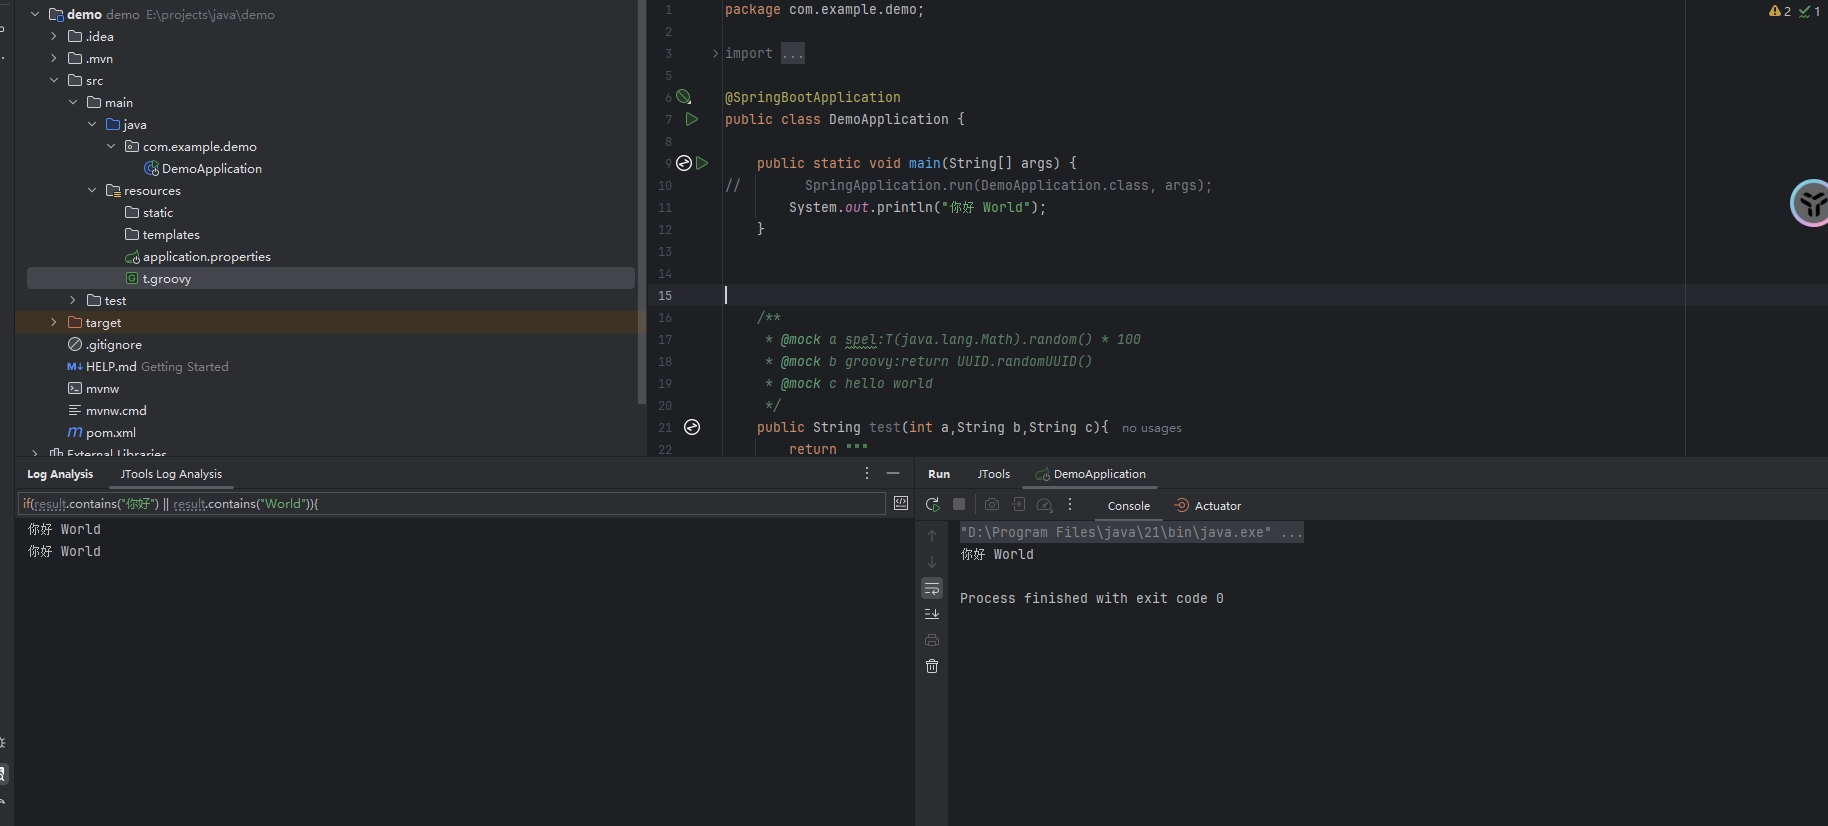 demo demo E:\projects\java\demo
.idea
.mvn
src
main
java
com.example.demo
DemoApplication
resources
static
templates
application.properties
t.groovy
test
target
.gitignore
HELP.md Getting Started
mvnw
mvnw.cmd
pom.xml
External Libraries
1 package com.example.demo;
2
3 import ...
5
6 @SpringBootApplication
7 public class DemoApplication {
8
9 public static void main(String[] args) {
10 // SpringApplication.run(DemoApplication.class, args);
11 System.out.println("你好 World");
12 }
13
14
15
16 /**
17 * @mock a spel:T(java.lang.Math).random() * 100
18 * @mock b groovy:return UUID.randomUUID()
19 * @mock c hello world
20 */
21 public String test(int a,String b,String c){ no usages
22 return """
2 1
Log Analysis JTools Log Analysis
if(result.contains("你好") || result.contains("World")){
你好 World
你好 World
Run JTools DemoApplication
Console Actuator
"D:\Program Files\java\21\bin\java.exe" ...
你好 World
Process finished with exit code 0